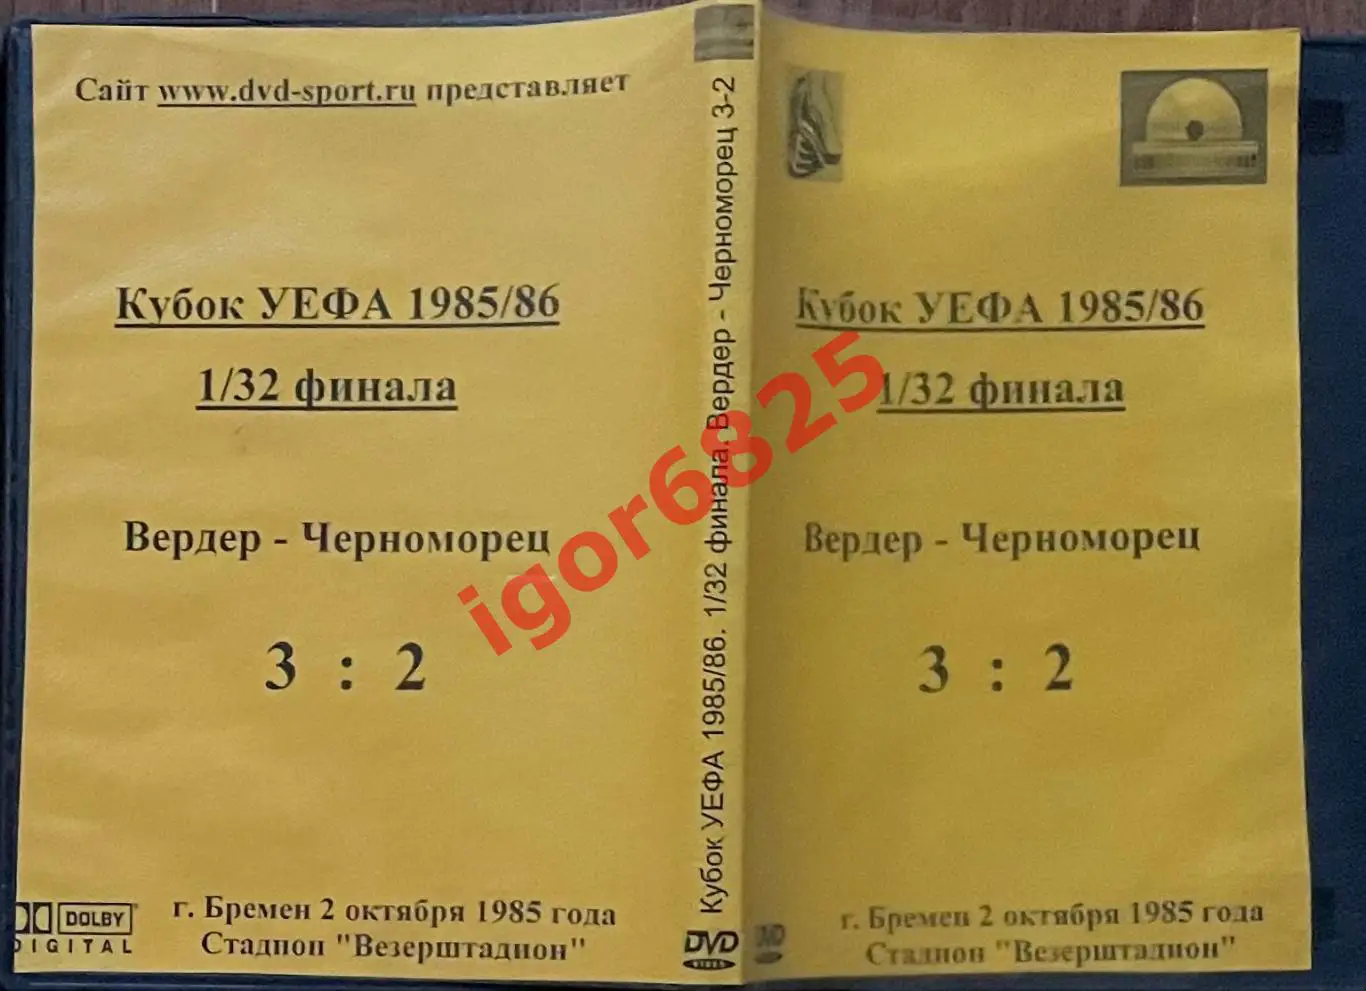 Сайт www.dvd-sport.ru представляет
Кубок УЕФА 1985/86
1/32 финала
Вердер - Черноморец
3 : 2
DOLBY
DIGITAL
г. Бремен 2 октября 1985 года
Стадион "Везерштадион"
Кубок УЕФА 1985/86. 1/32 финала. Вердер - Черноморец 3-2
DVD
VIDEO
Кубок УЕФА 1985/86
1/32 финала
Вердер - Черноморец
3 : 2
г. Бремен 2 октября 1985 года
Стадион "Везерштадион"
igor6825